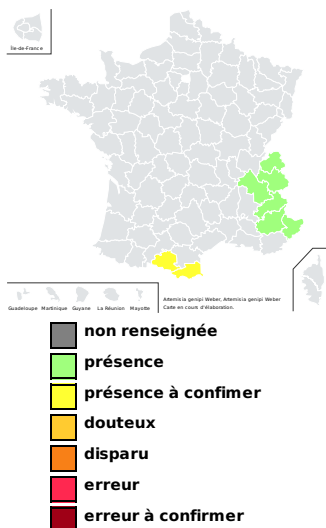 Île-de-France
Guadeloupe Martinique Guyane La Réunion Mayotte
Artemisia genipi Weber, Artemisia genipi Weber
Carte en cours d'élaboration.
non renseignée
présence
présence à confimer
douteux
disparu
erreur
erreur à confirmer